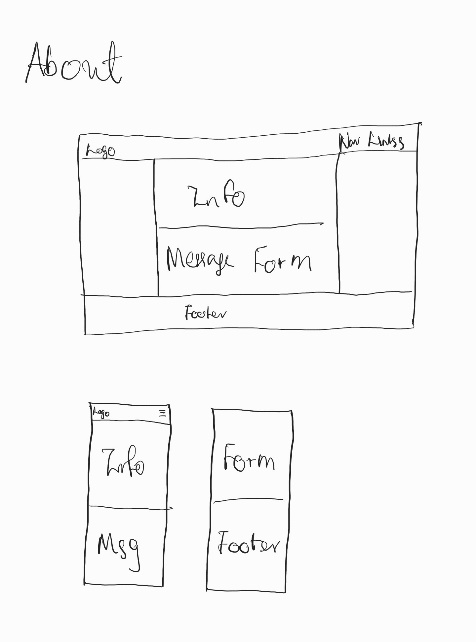 About
Logo
Nav Links
Info
Message Form
Footer
Logo
Info
Msg
Form
Footer